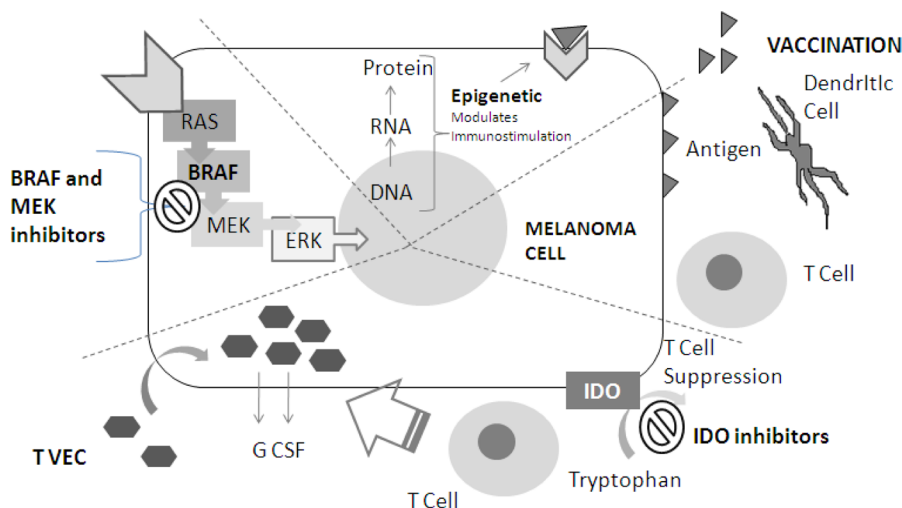 VACCINATION
Dendritic
Cell
Protein
Epigenetic
Modulates
Immunostimulation
RAS
RNA
Antigen
BRAF
BRAF and
MEK
inhibitors
DNA
MEK
ERK
MELANOMA
CELL
T Cell
T Cell
Suppression
IDO
IDO inhibitors
T VEC
G CSF
Tryptophan
T Cell